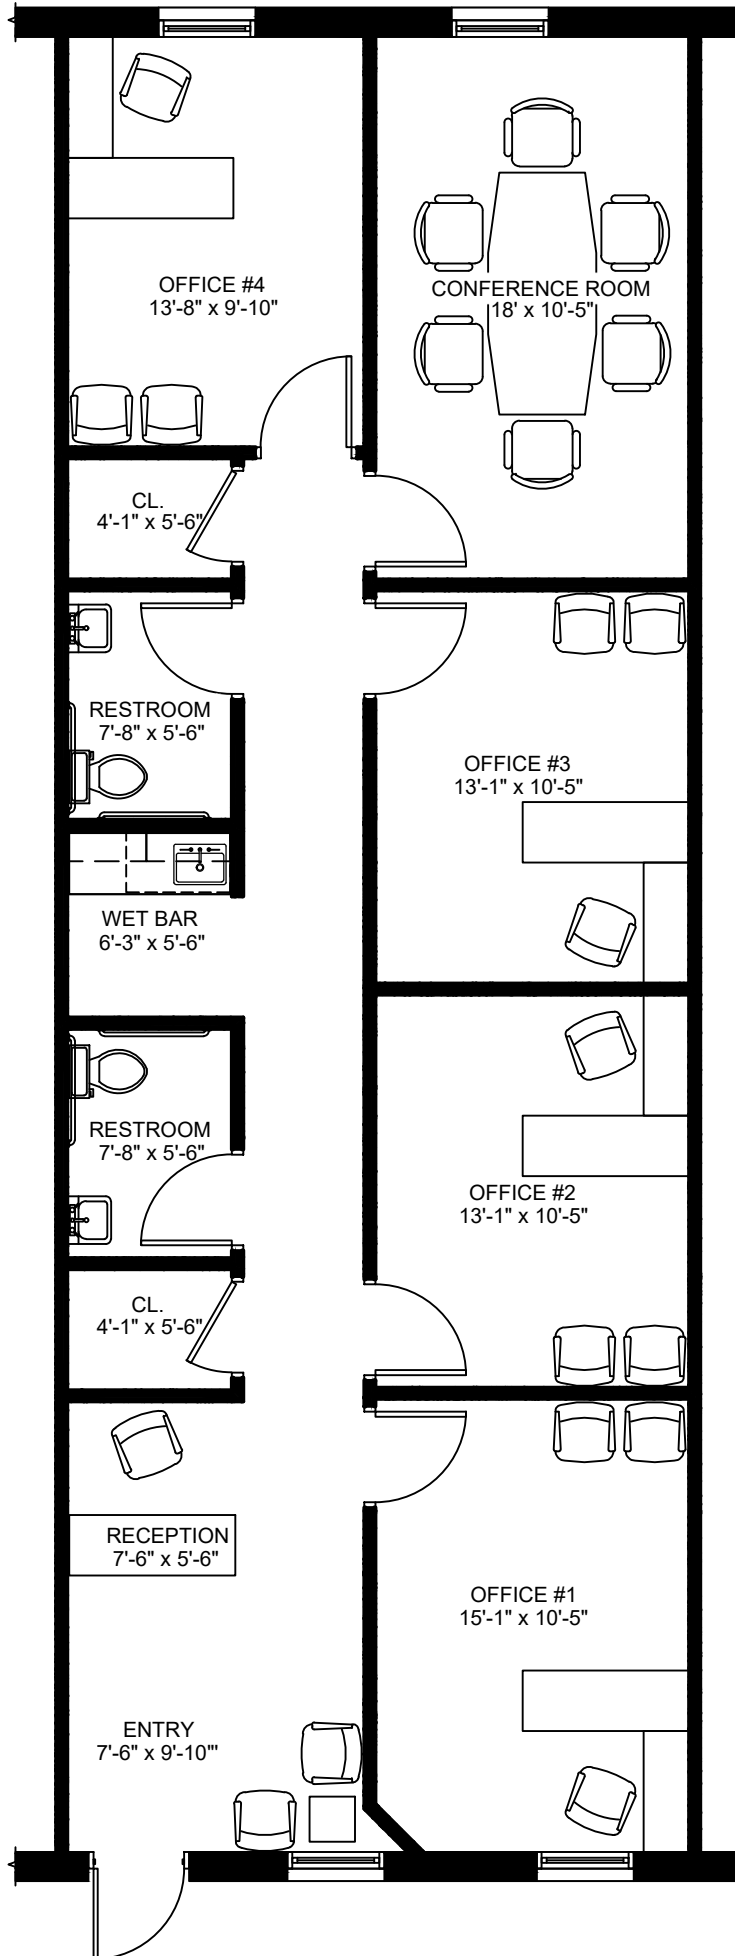 OFFICE #4
13'-8" x 9'-10"
CONFERENCE ROOM
18' x 10'-5"
CL.
4'-1" x 5'-6"
RESTROOM
7'-8" x 5'-6"
OFFICE #3
13'-1" x 10'-5"
WET BAR
6'-3" x 5'-6"
RESTROOM
7'-8" x 5'-6"
OFFICE #2
13'-1" x 10'-5"
CL.
4'-1" x 5'-6"
RECEPTION
7'-6" x 5'-6"
OFFICE #1
15'-1" x 10'-5"
ENTRY
7'-6" x 9'-10'"